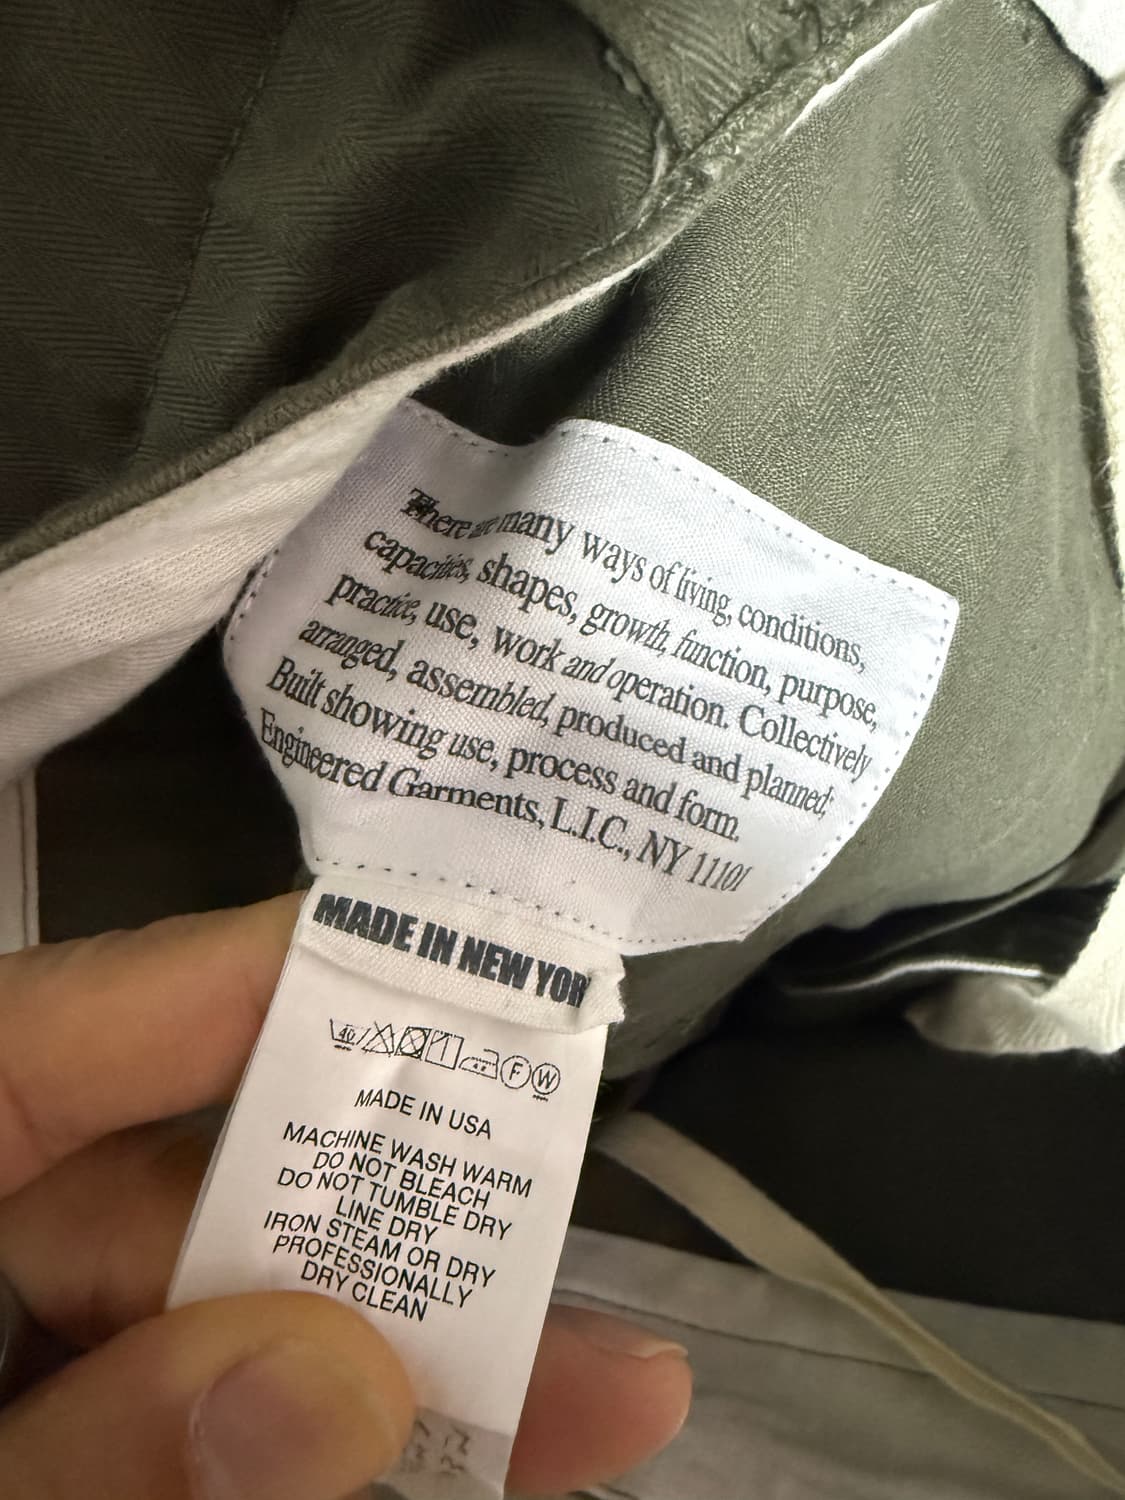 There are many ways of living, conditions,
capacities, shapes, growth, function, purpose,
practice, use, work and operation. Collectively
arranged, assembled, produced and planned;
Built showing use, process and form.
Engineered Garments, L.I.C., NY 11101
MADE IN NEW YOR
40 F W
MADE IN USA
MACHINE WASH WARM
DO NOT BLEACH
DO NOT TUMBLE DRY
LINE DRY
IRON STEAM OR DRY
PROFESSIONALLY
DRY CLEAN